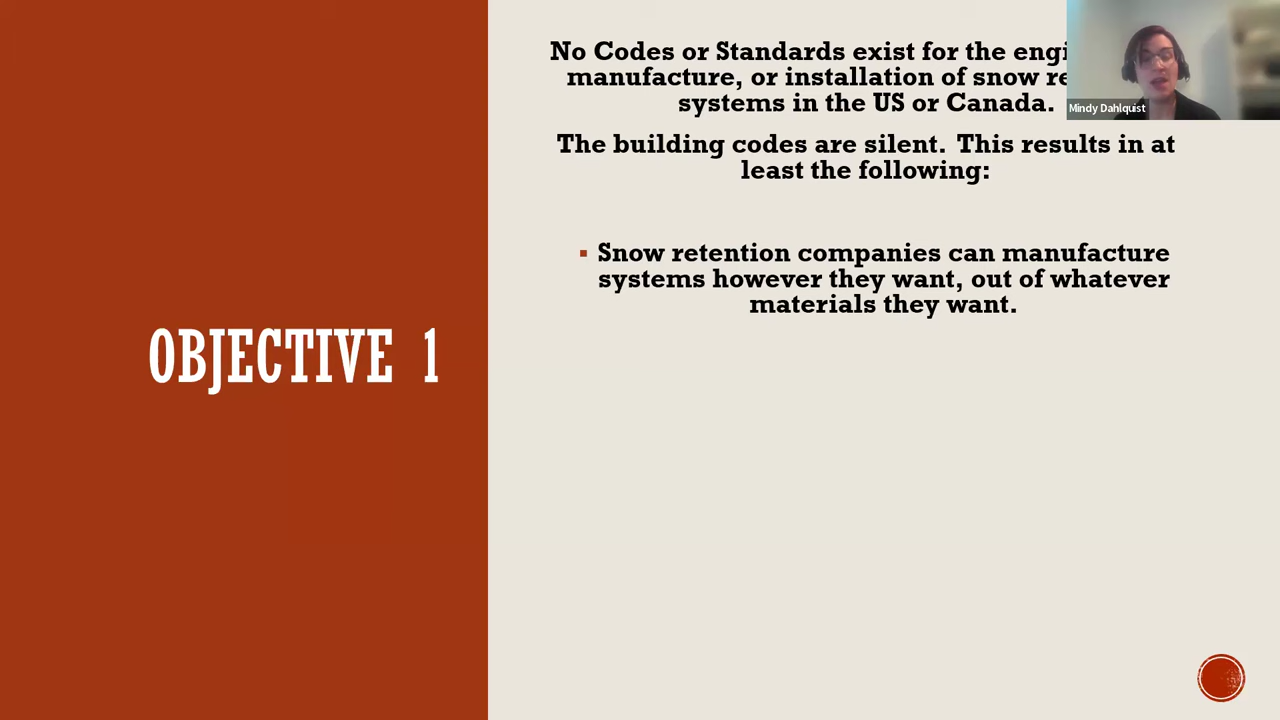 No Codes or Standards exist for the
manufacture, or installation of snow
systems in the US or Canada.
Mindy Dahlquist
The building codes are silent. This results in at
least the following:
▪ Snow retention companies can manufacture
systems however they want, out of whatever
materials they want.
OBJECTIVE 1